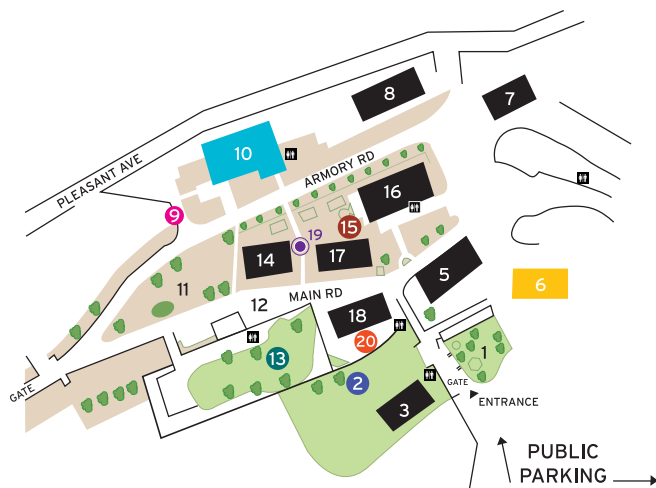 8
7
10
PLEASANT AVE
ARMORY RD
16
9
15
19
14
17
5
11
6
12
MAIN RD
18
20
1
13
2
GATE
GATE
3
ENTRANCE
PUBLIC
PARKING